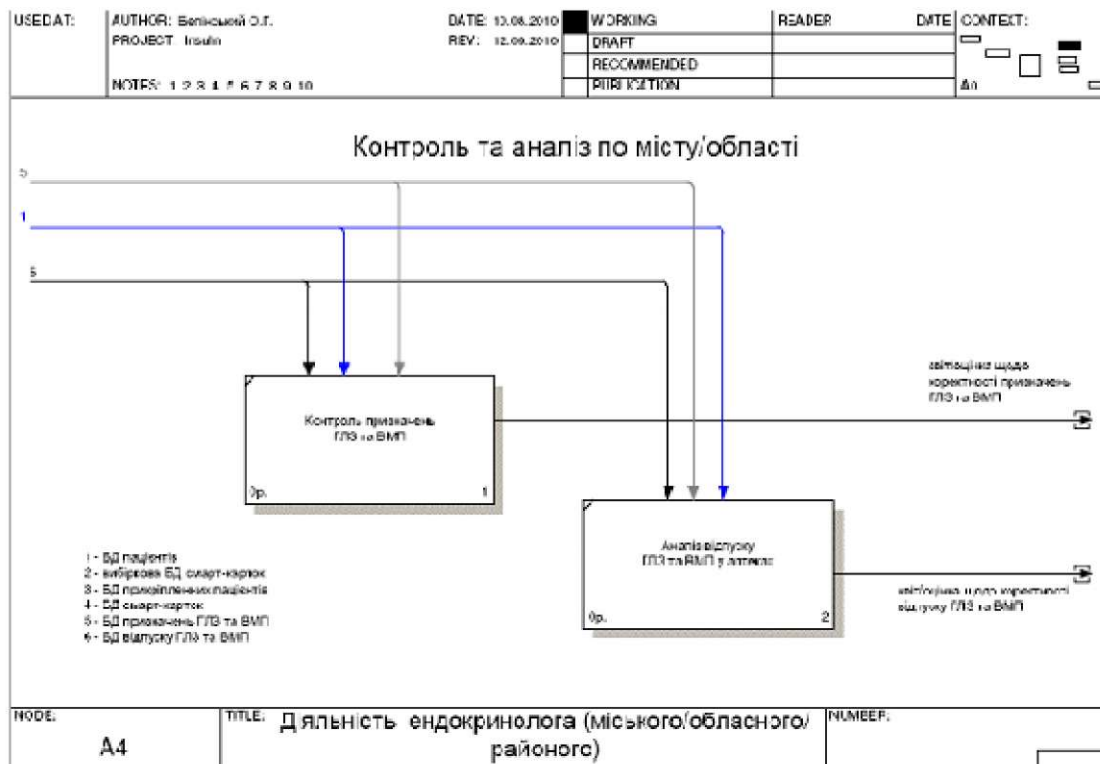 USED AT:
AUTHOR: Белінський О.Г.
DATE: 10.08.2010
WORKING
READER
DATE
CONTEXT:
PROJECT: Insulin
REV: 12.09.2010
DRAFT
RECOMMENDED
NOTES: 1 2 3 4 5 6 7 8 9 10
PUBLICATION
A0
Контроль та аналіз по місту/області
5
1
6
звіт/оцінка щодо
коректності призначень
ГЛЗ та ВМП
Контроль призначень
ГЛЗ та ВМП
0р.
1
Аналіз відпуску
ГЛЗ та ВМП у аптеках
0р.
2
звіт/оцінка щодо коректності
відпуску ГЛЗ та ВМП
1 - БД пацієнтів
2 - вибіркова БД смарт-карток
3 - БД прикріпленних пацієнтів
4 - БД смарт-карток
5 - БД призначень ГЛЗ та ВМП
6 - БД відпуску ГЛЗ та ВМП
NODE:
A4
TITLE:
Діяльність ендокринолога (міського/обласного/
районого)
NUMBER: